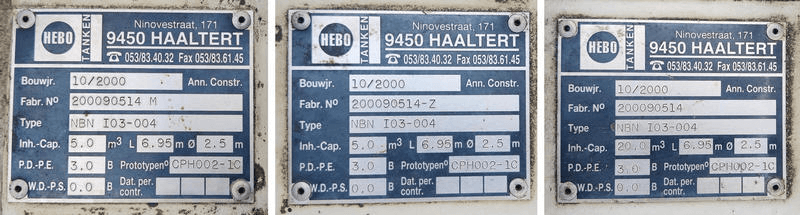 HEBO TANKEN
Ninovestraat, 171
9450 HAALTERT
☎ 053/83.40.32 Fax 053/83.61.45
Bouwjr. 10/2000 Ann. Constr.
Fabr. Nº 200090514 M
Type NBN I03-004
Inh.-Cap. 5.0 m³ L 6.95 m Ø 2.5 m
P.D.-P.E. 3.0 B Prototypenº CPH002-1C
W.D.-P.S. 0.0 B Dat. per. contr.
HEBO TANKEN
Ninovestraat, 171
9450 HAALTERT
☎ 053/83.40.32 Fax 053/83.61.45
Bouwjr. 10/2000 Ann. Constr.
Fabr. Nº 200090514-Z
Type NBN I03-004
Inh.-Cap. 5.0 m³ L 6.95 m Ø 2.5 m
P.D.-P.E. 3.0 B Prototypenº CPH002-1C
W.D.-P.S. 0.0 B Dat. per. contr.
HEBO TANKEN
Ninovestraat, 171
9450 HAALTERT
☎ 053/83.40.32 Fax 053/83.61.45
Bouwjr. 10/2000 Ann. Constr.
Fabr. Nº 200090514
Type NBN I03-004
Inh.-Cap. 20.0 m³ L 6.95 m Ø 2.5 m
P.D.-P.E. 3.0 B Prototypenº CPH002-1C
W.D.-P.S. 0.0 B Dat. per. contr.